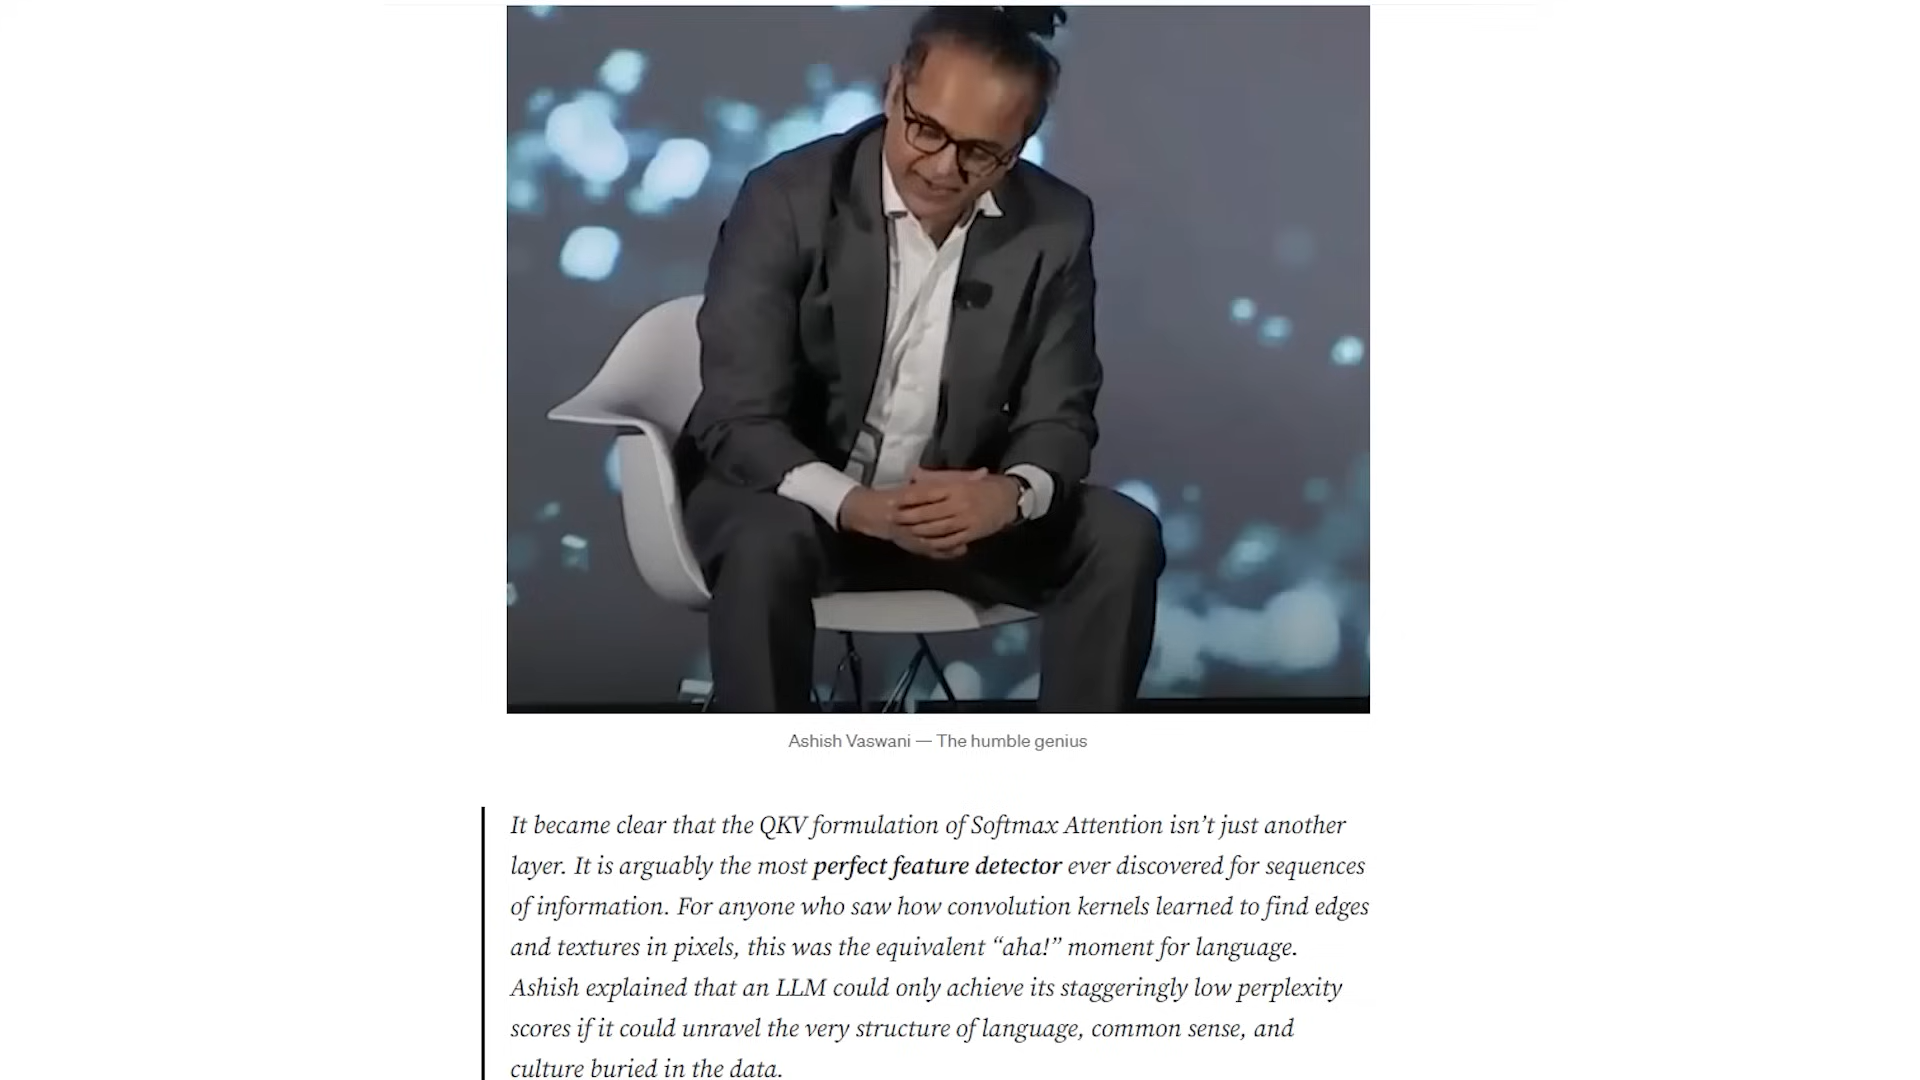 Ashish Vaswani — The humble genius
It became clear that the QKV formulation of Softmax Attention isn’t just another
layer. It is arguably the most perfect feature detector ever discovered for sequences
of information. For anyone who saw how convolution kernels learned to find edges
and textures in pixels, this was the equivalent “aha!” moment for language.
Ashish explained that an LLM could only achieve its staggeringly low perplexity
scores if it could unravel the very structure of language, common sense, and
culture buried in the data.